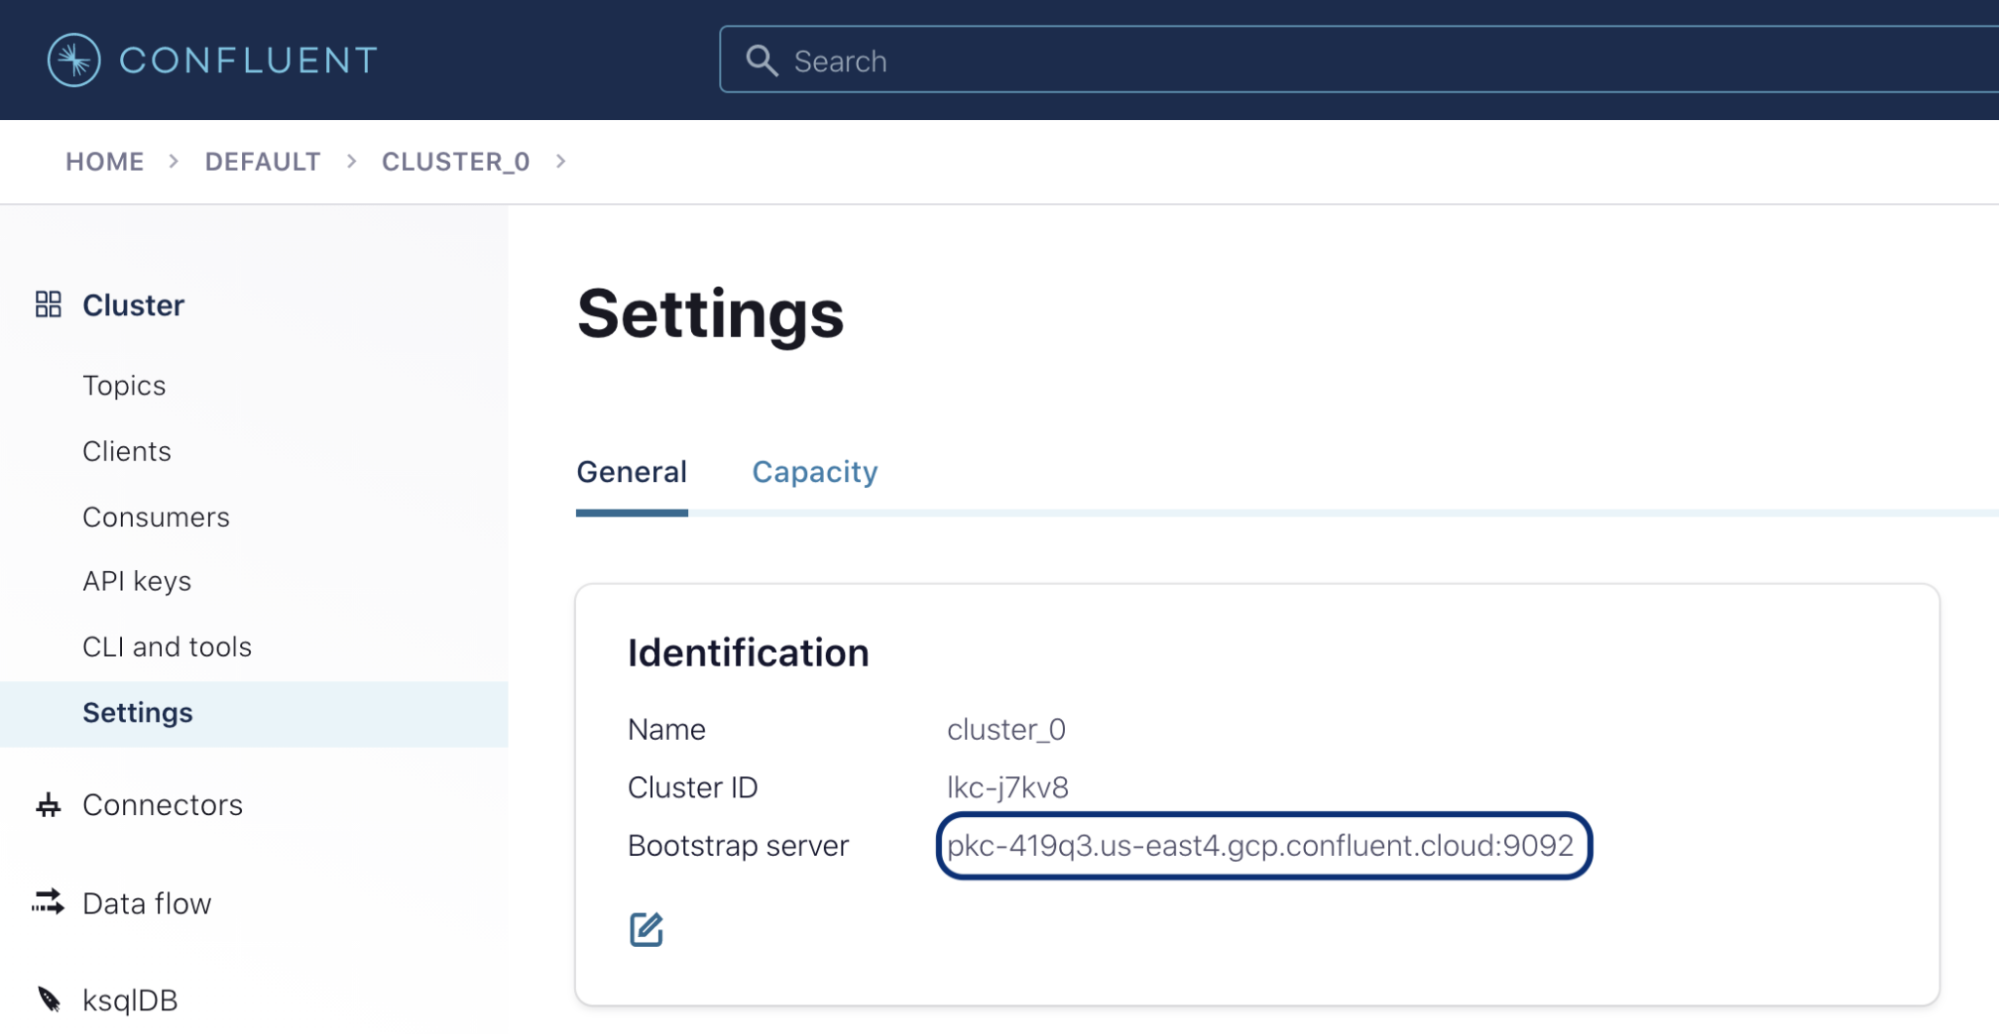 CONFLUENT
Search
HOME > DEFAULT > CLUSTER_0 >
Cluster
Topics
Clients
Consumers
API keys
CLI and tools
Settings
Connectors
Data flow
ksqlDB
Settings
General Capacity
Identification
Name cluster_0
Cluster ID lkc-j7kv8
Bootstrap server pkc-419q3.us-east4.gcp.confluent.cloud:9092